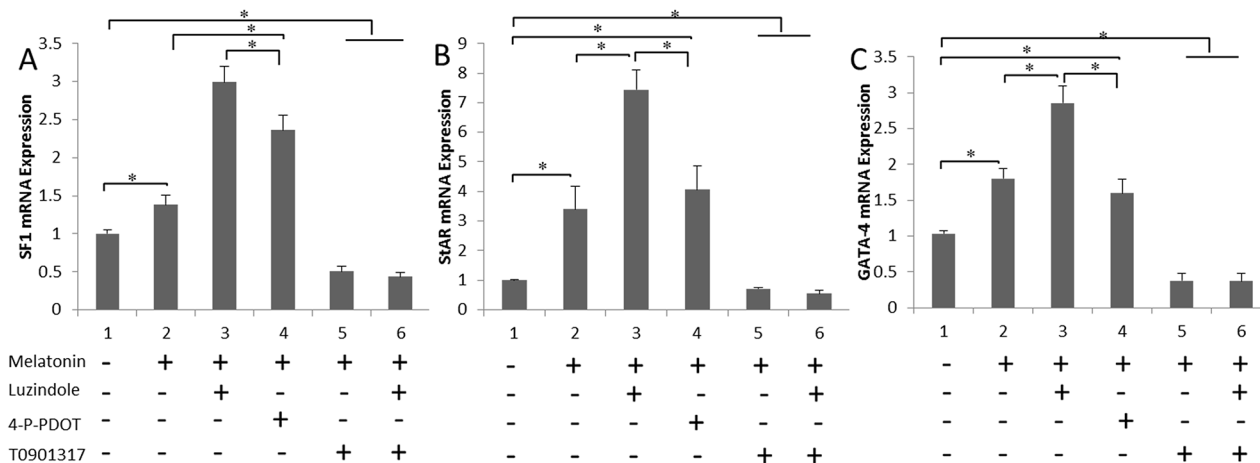 A
SF1 mRNA Expression
3.5
3
2.5
2
1.5
1
0.5
0
* * * *
1 2 3 4 5 6
B
StAR mRNA Expression
9
8
7
6
5
4
3
2
1
0
* * * * *
1 2 3 4 5 6
C
GATA-4 mRNA Expression
3.5
3
2.5
2
1.5
1
0.5
0
* * * * *
1 2 3 4 5 6
Melatonin - + + + + + - + + + + + - + + + + +
Luzindole - - + - - + - - + - - + - - + - - +
4-P-PDOT - - - + - - - - - + - - - - - + - -
T0901317 - - - - + + - - - - + + - - - - + +